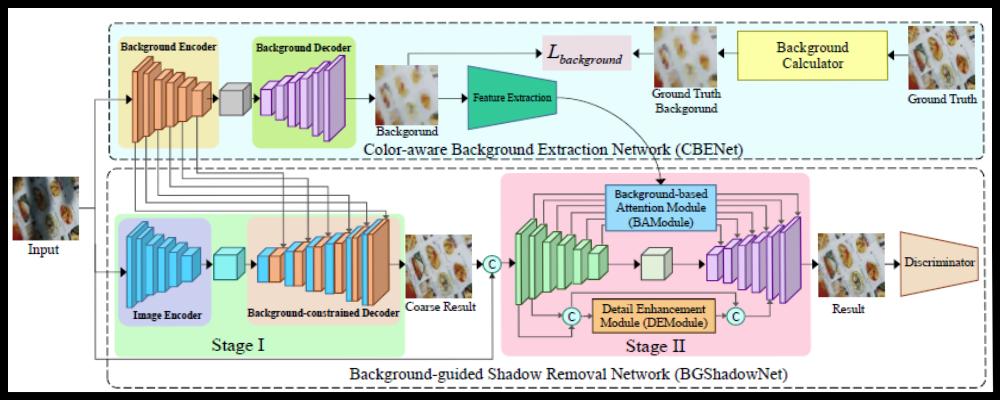 Background Encoder
Background Decoder
L background
Background
Calculator
Backgorund
Feature Extraction
Ground Truth
Backgorund
Ground Truth
Color-aware Background Extraction Network (CBENet)
Input
Background-based
Attention Module
(BAModule)
C
Coarse Result
Image Encoder
Background-constrained Decoder
Stage I
C
Detail Enhancement
Module (DEModule)
C
Stage II
Result
Discriminator
Background-guided Shadow Removal Network (BGShadowNet)